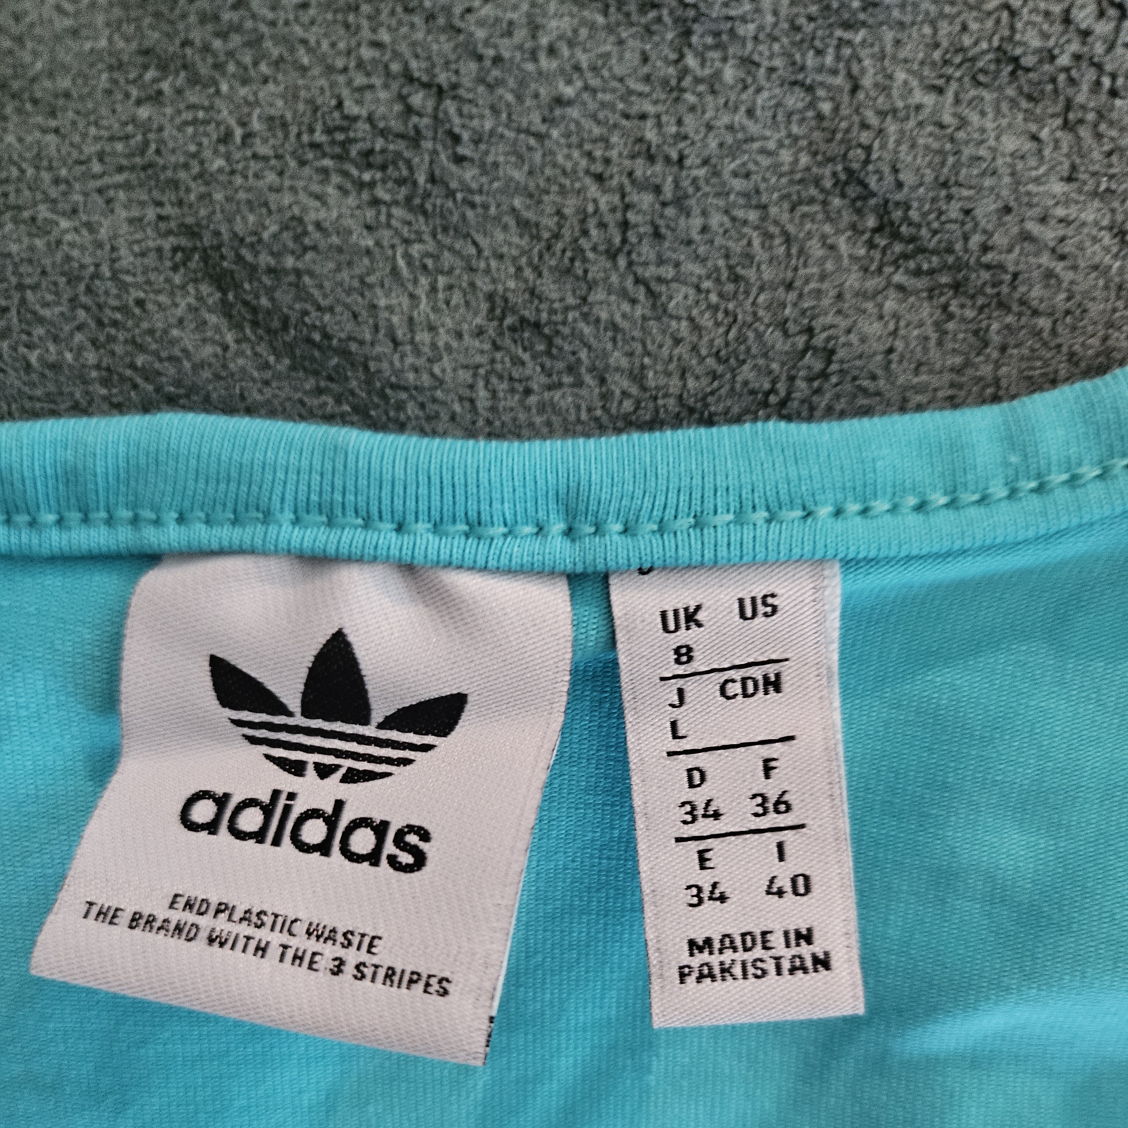 adidas
END PLASTIC WASTE
THE BRAND WITH THE 3 STRIPES
UK US
8
J CDN
L
D F
34 36
E I
34 40
MADE IN
PAKISTAN